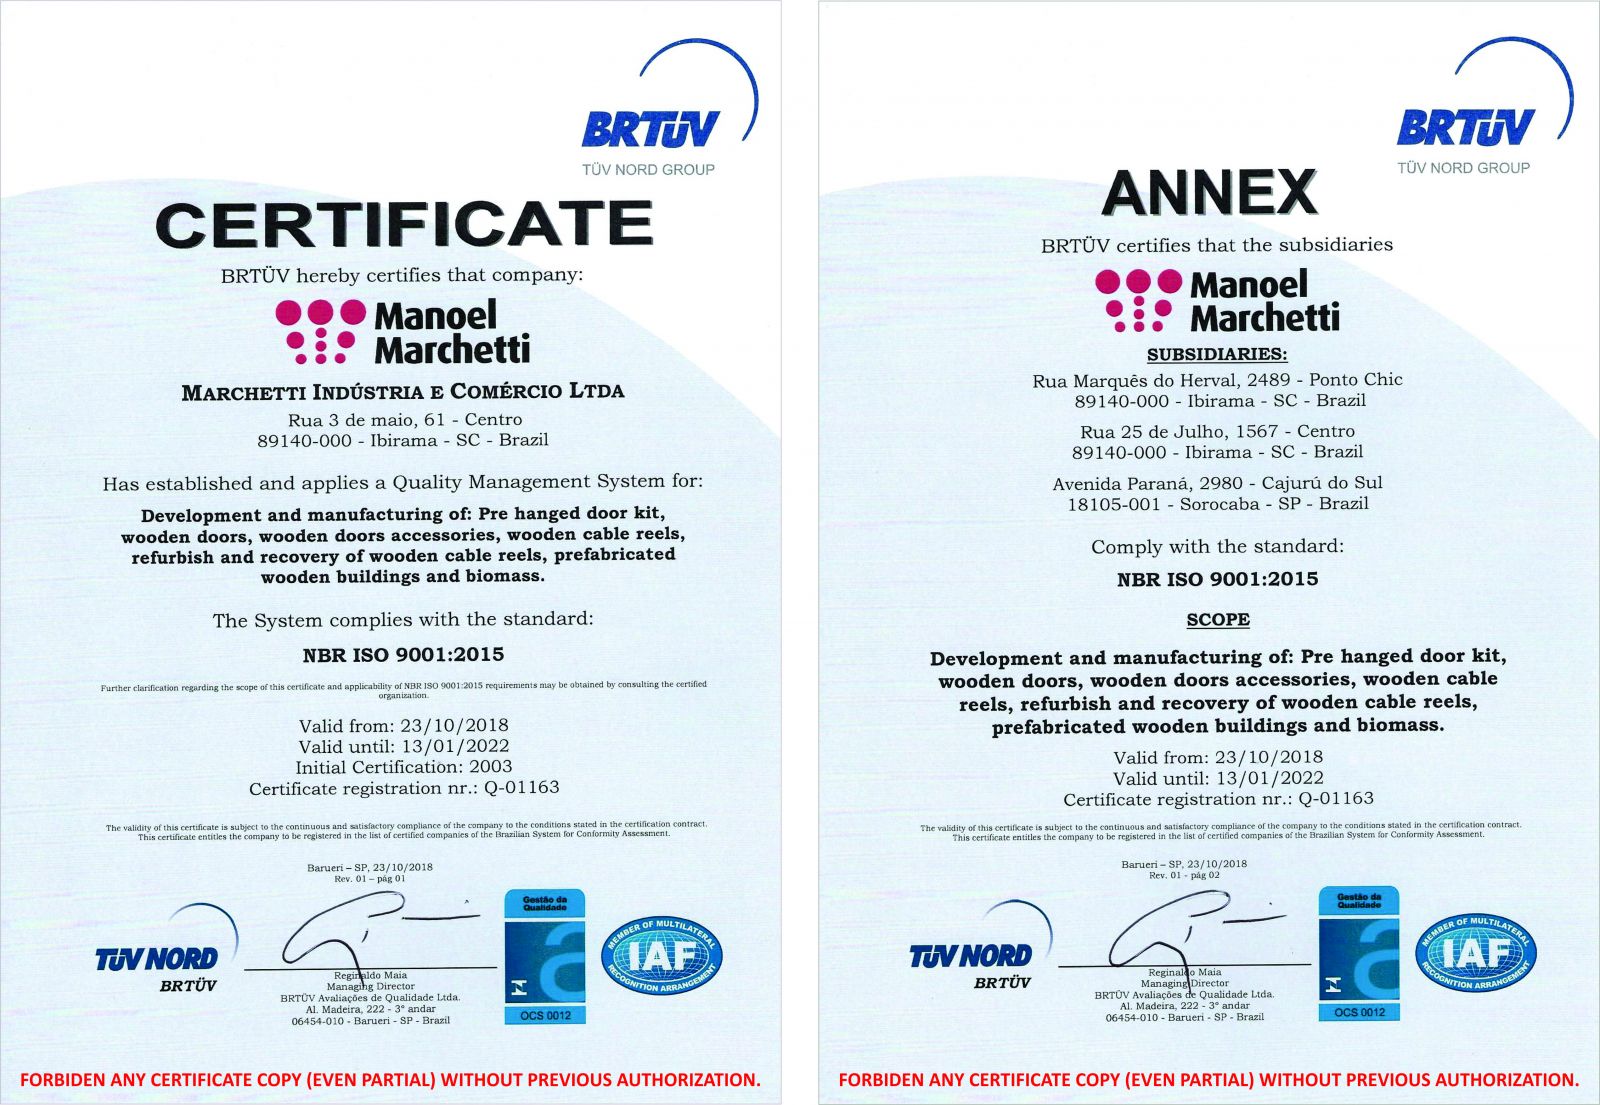 BRTÜV
TÜV NORD GROUP
CERTIFICATE
BRTÜV hereby certifies that company:
Manoel
Marchetti
MARCHETTI INDÚSTRIA E COMÉRCIO LTDA
Rua 3 de maio, 61 - Centro
89140-000 - Ibirama - SC - Brazil
Has established and applies a Quality Management System for:
Development and manufacturing of: Pre hanged door kit,
wooden doors, wooden doors accessories, wooden cable reels,
refurbish and recovery of wooden cable reels, prefabricated
wooden buildings and biomass.
The System complies with the standard:
NBR ISO 9001:2015
Further clarification regarding the scope of this certificate and applicability of NBR ISO 9001:2015 requirements may be obtained by consulting the certified
organization.
Valid from: 23/10/2018
Valid until: 13/01/2022
Initial Certification: 2003
Certificate registration nr.: Q-01163
The validity of this certificate is subject to the continuous and satisfactory compliance of the company to the conditions stated in the certification contract.
This certificate entitles the company to be registered in the list of certified companies of the Brazilian System for Conformity Assessment.
Barueri – SP, 23/10/2018
Rev. 01 – pág 01
TÜV NORD
BRTÜV
Reginaldo Maia
Managing Director
BRTÜV Avaliações de Qualidade Ltda.
Al. Madeira, 222 - 3° andar
06454-010 - Barueri - SP - Brazil
Gestão da
Qualidade
OCS 0012
MEMBER OF MULTILATERAL
IAF
RECOGNITION ARRANGEMENT
FORBIDEN ANY CERTIFICATE COPY (EVEN PARTIAL) WITHOUT PREVIOUS AUTHORIZATION.
BRTÜV
TÜV NORD GROUP
ANNEX
BRTÜV certifies that the subsidiaries
Manoel
Marchetti
SUBSIDIARIES:
Rua Marquês do Herval, 2489 - Ponto Chic
89140-000 - Ibirama - SC - Brazil
Rua 25 de Julho, 1567 - Centro
89140-000 - Ibirama - SC - Brazil
Avenida Paraná, 2980 - Cajurú do Sul
18105-001 - Sorocaba - SP - Brazil
Comply with the standard:
NBR ISO 9001:2015
SCOPE
Development and manufacturing of: Pre hanged door kit,
wooden doors, wooden doors accessories, wooden cable
reels, refurbish and recovery of wooden cable reels,
prefabricated wooden buildings and biomass.
Valid from: 23/10/2018
Valid until: 13/01/2022
Certificate registration nr.: Q-01163
The validity of this certificate is subject to the continuous and satisfactory compliance of the company to the conditions stated in the certification contract.
This certificate entitles the company to be registered in the list of certified companies of the Brazilian System for Conformity Assessment.
Barueri – SP, 23/10/2018
Rev. 01 - pág 02
TÜV NORD
BRTÜV
Reginaldo Maia
Managing Director
BRTÜV Avaliações de Qualidade Ltda.
Al. Madeira, 222 - 3° andar
06454-010 - Barueri - SP - Brazil
Gestão da
Qualidade
OCS 0012
MEMBER OF MULTILATERAL
IAF
RECOGNITION ARRANGEMENT
FORBIDEN ANY CERTIFICATE COPY (EVEN PARTIAL) WITHOUT PREVIOUS AUTHORIZATION.